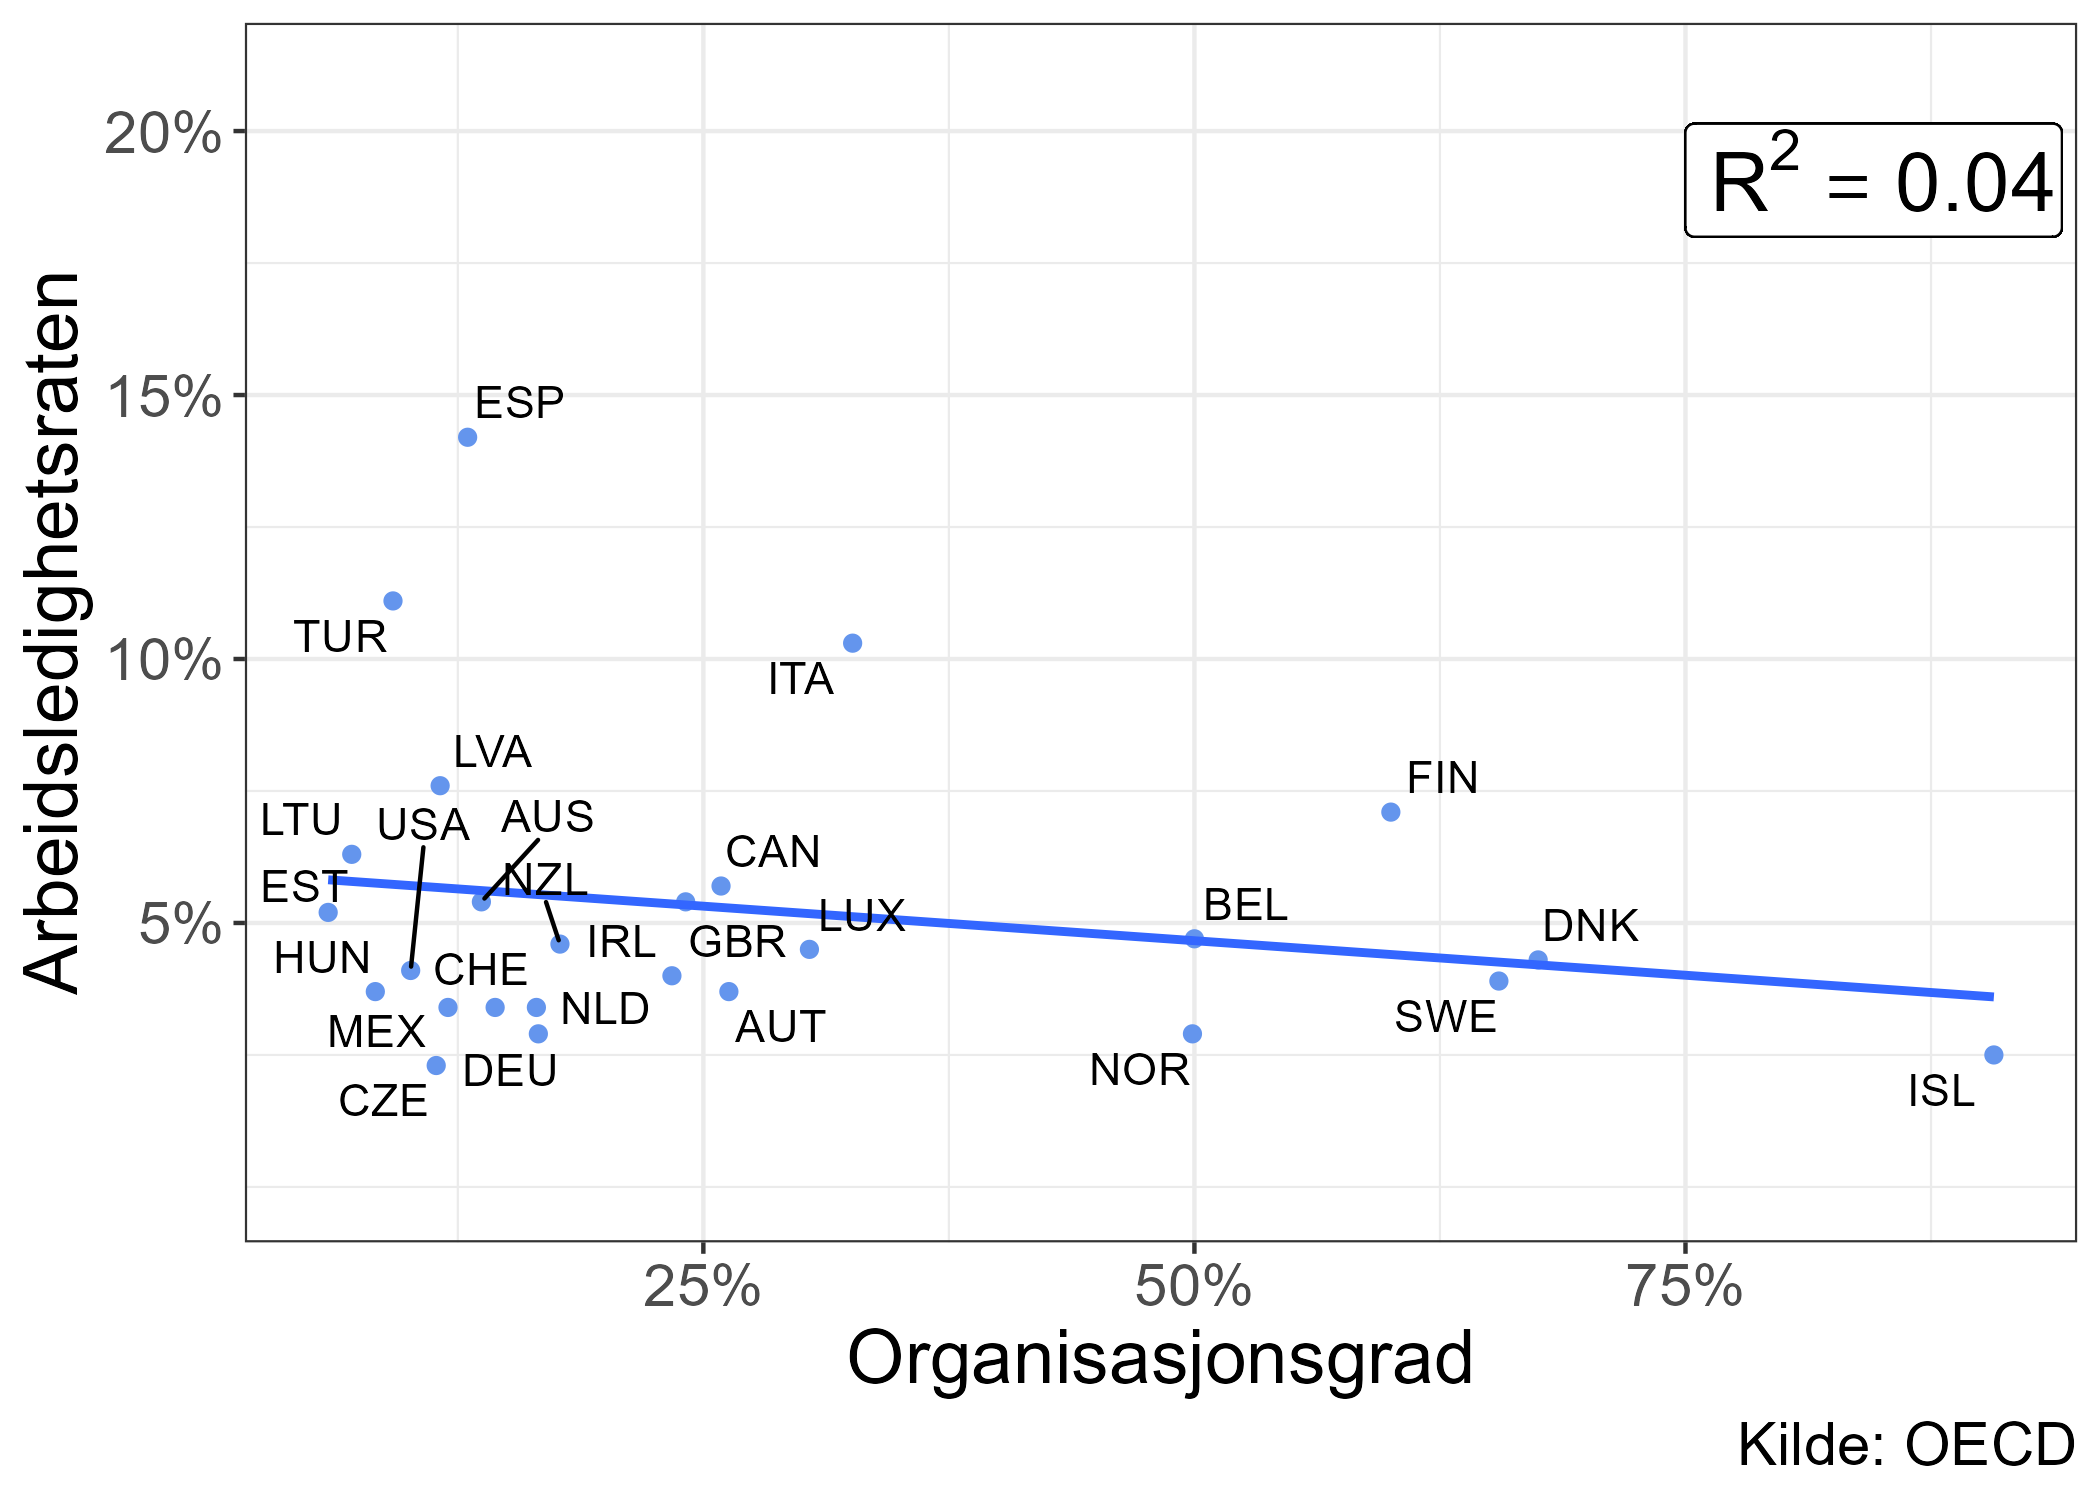 20%
R² = 0.04
15%
ESP
TUR
10%
ITA
LVA
FIN
LTU
USA
AUS
CAN
EST
NZL
LUX
BEL
5%
DNK
HUN
CHE
IRL
GBR
MEX
NLD
AUT
SWE
CZE
DEU
NOR
ISL
Arbeidsledighetsraten
25%
50%
75%
Organisasjonsgrad
Kilde: OECD